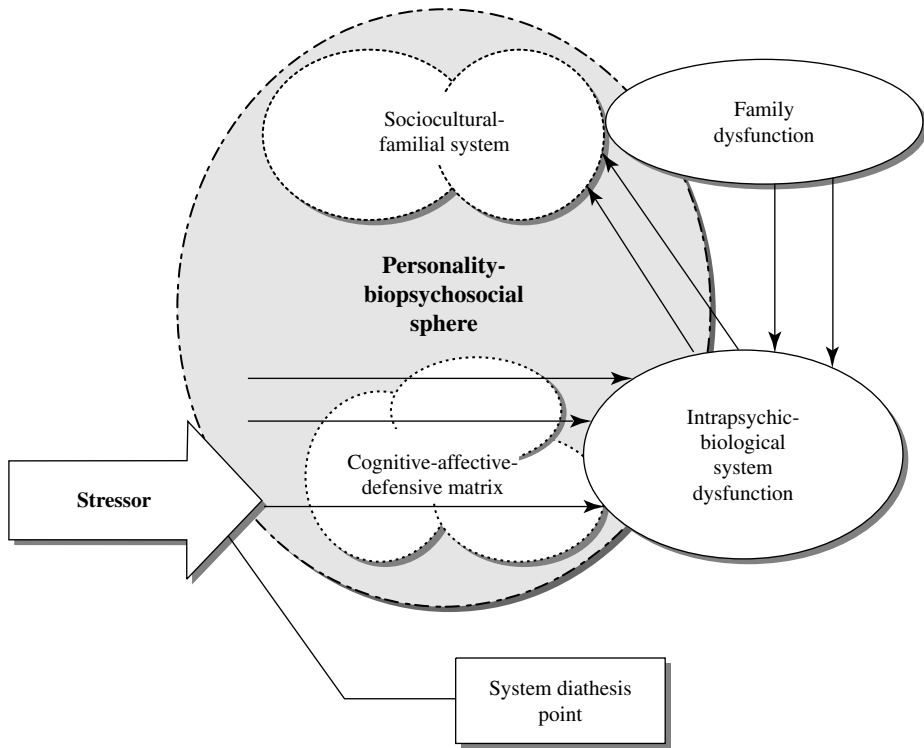 Sociocultural-
familial system
Family
dysfunction
Personality-
biopsychosocial
sphere
Intrapsychic-
biological
system
dysfunction
Cognitive-affective-
defensive matrix
Stressor
System diathesis
point